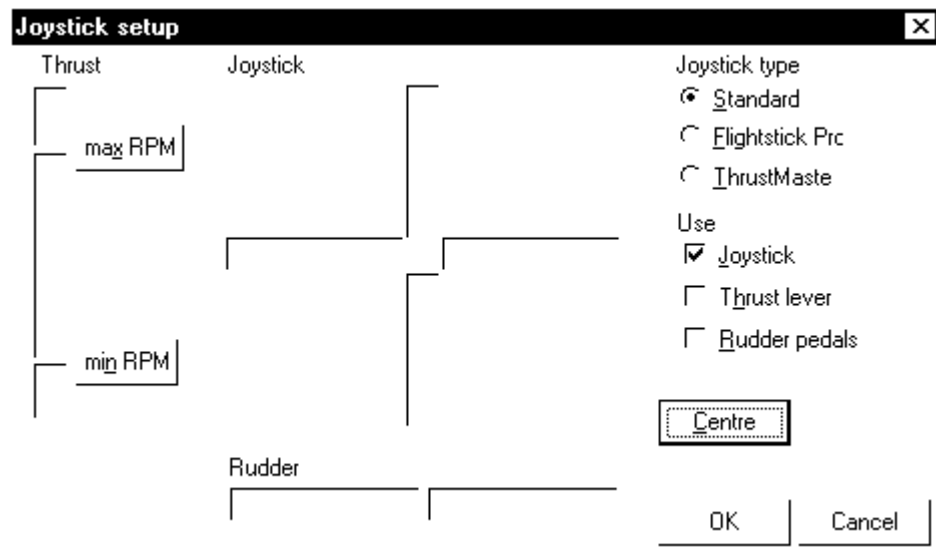 Joystick setup
Thrust
max RPM
min RPM
Joystick
Rudder
Joystick type
Standard
Flightstick Prc
ThrustMaste
Use
Joystick
Thrust lever
Rudder pedals
Centre
OK
Cancel